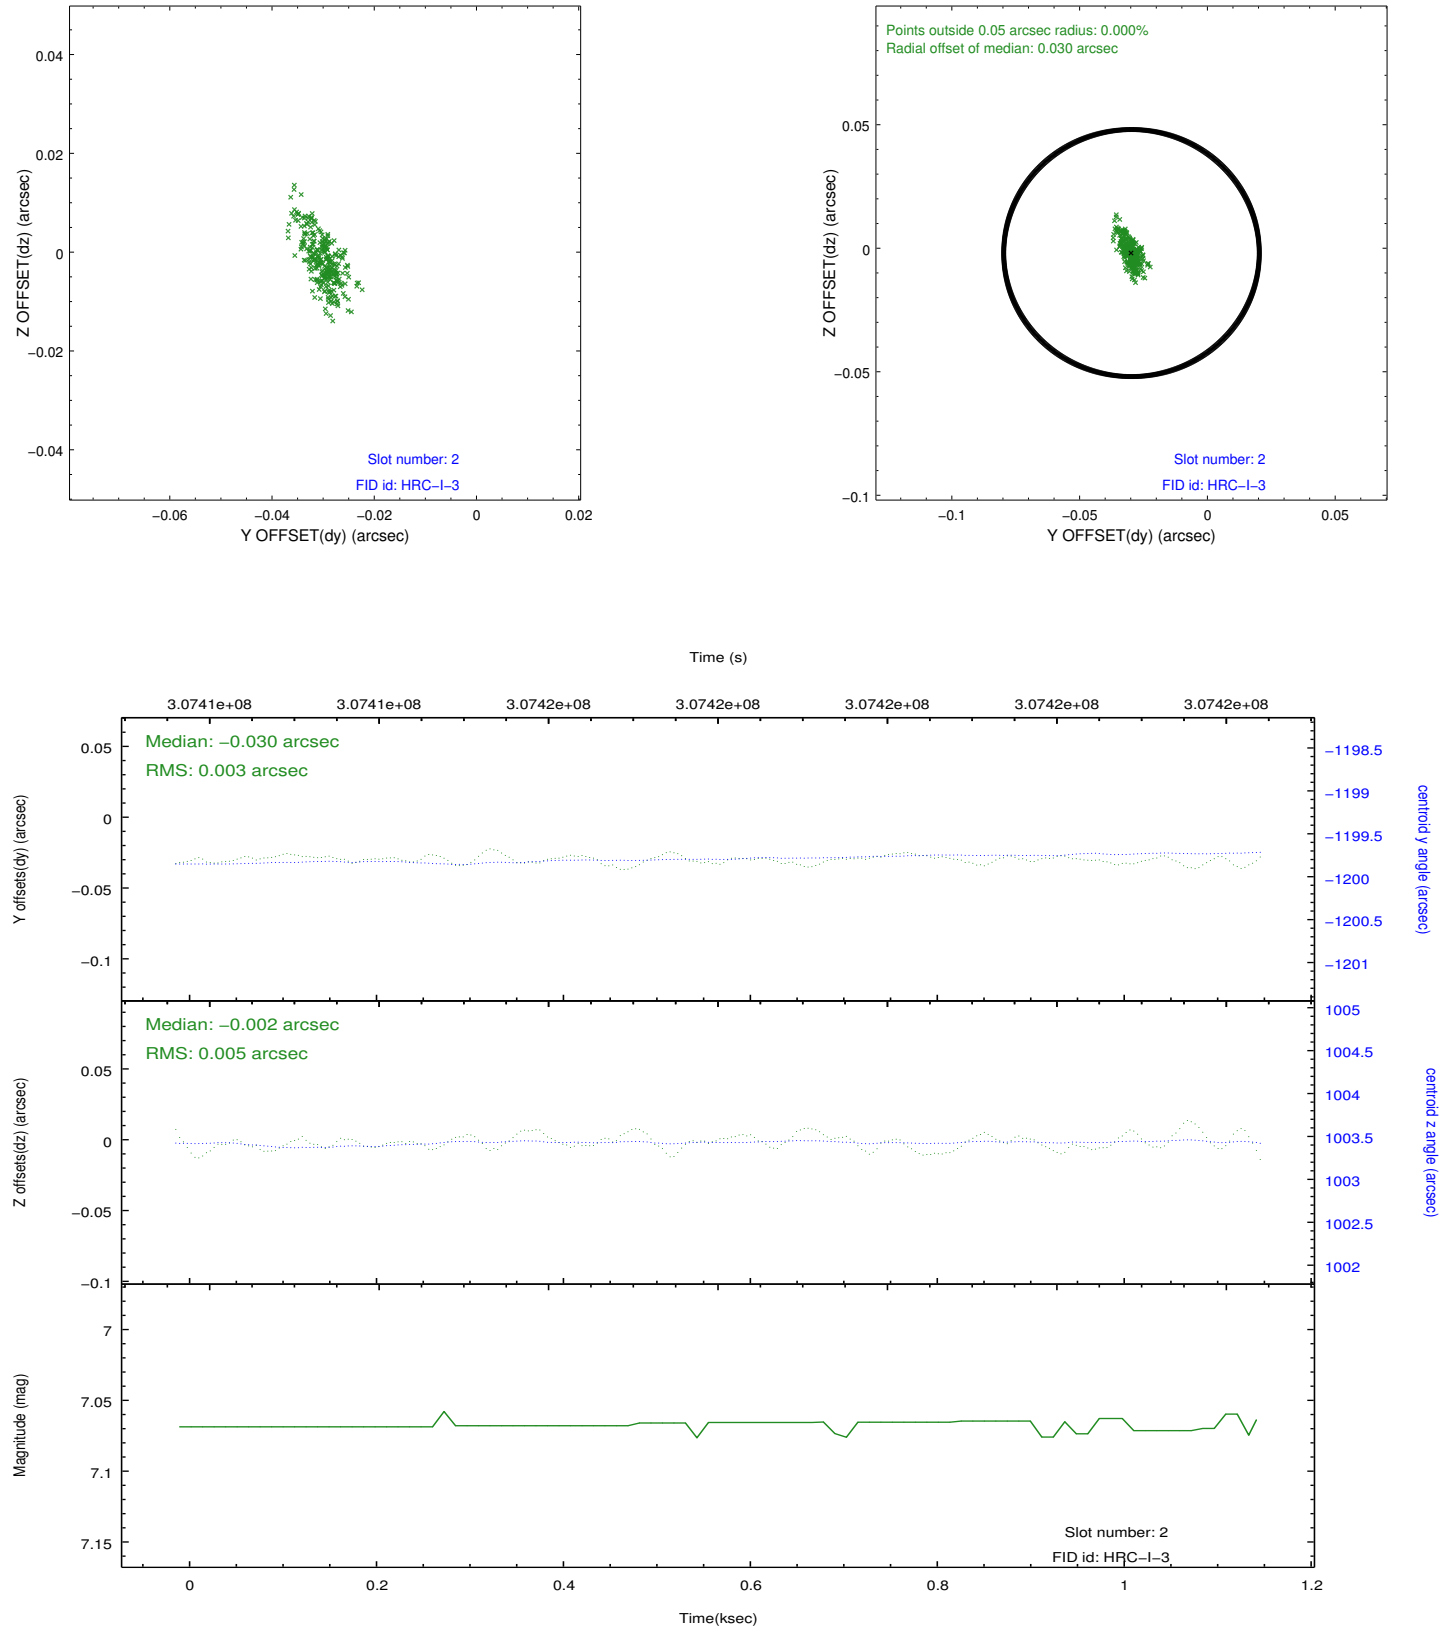 0.04
0.02
0
−0.02
−0.04
Z OFFSET(dz) (arcsec)
Slot number: 2
FID id: HRC−I−3
−0.06
−0.04
−0.02
0
0.02
Y OFFSET(dy) (arcsec)
Points outside 0.05 arcsec radius: 0.000%
Radial offset of median: 0.030 arcsec
0.05
0
−0.05
−0.1
Z OFFSET(dz) (arcsec)
Slot number: 2
FID id: HRC−I−3
−0.1
−0.05
0
0.05
Y OFFSET(dy) (arcsec)
Time (s)
3.0741e+08
3.0741e+08
3.0742e+08
3.0742e+08
3.0742e+08
3.0742e+08
3.0742e+08
Median: −0.030 arcsec
RMS: 0.003 arcsec
0.05
0
−0.05
−0.1
Y offsets(dy) (arcsec)
−1198.5
−1199
−1199.5
−1200
−1200.5
−1201
centroid y angle (arcsec)
Median: −0.002 arcsec
RMS: 0.005 arcsec
0.05
0
−0.05
−0.1
Z offsets(dz) (arcsec)
1005
1004.5
1004
1003.5
1003
1002.5
1002
centroid z angle (arcsec)
7
7.05
7.1
7.15
Magnitude (mag)
Slot number: 2
FID id: HRC−I−3
0
0.2
0.4
0.6
0.8
1
1.2
Time(ksec)